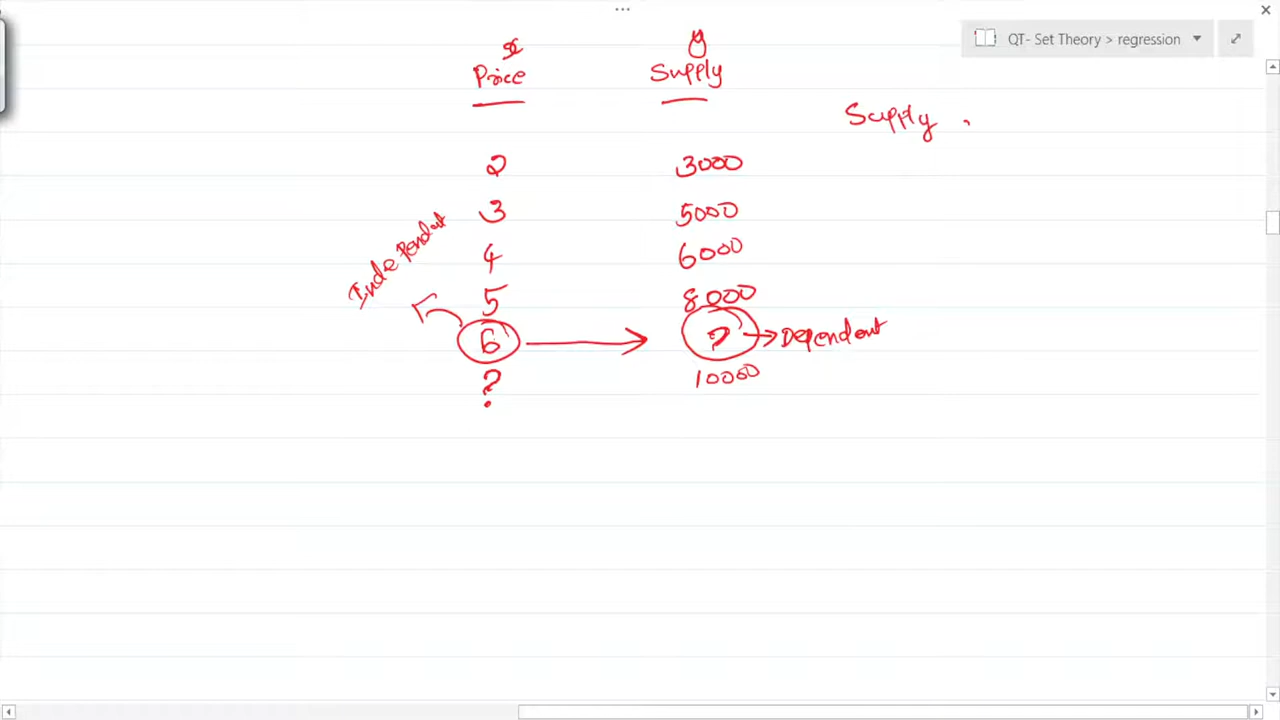 ...
QT- Set Theory > regression
x y
Price Supply
Supply
2 3000
3 5000
Independent
4 6000
5 8000
6 ? Dependent
? 10000